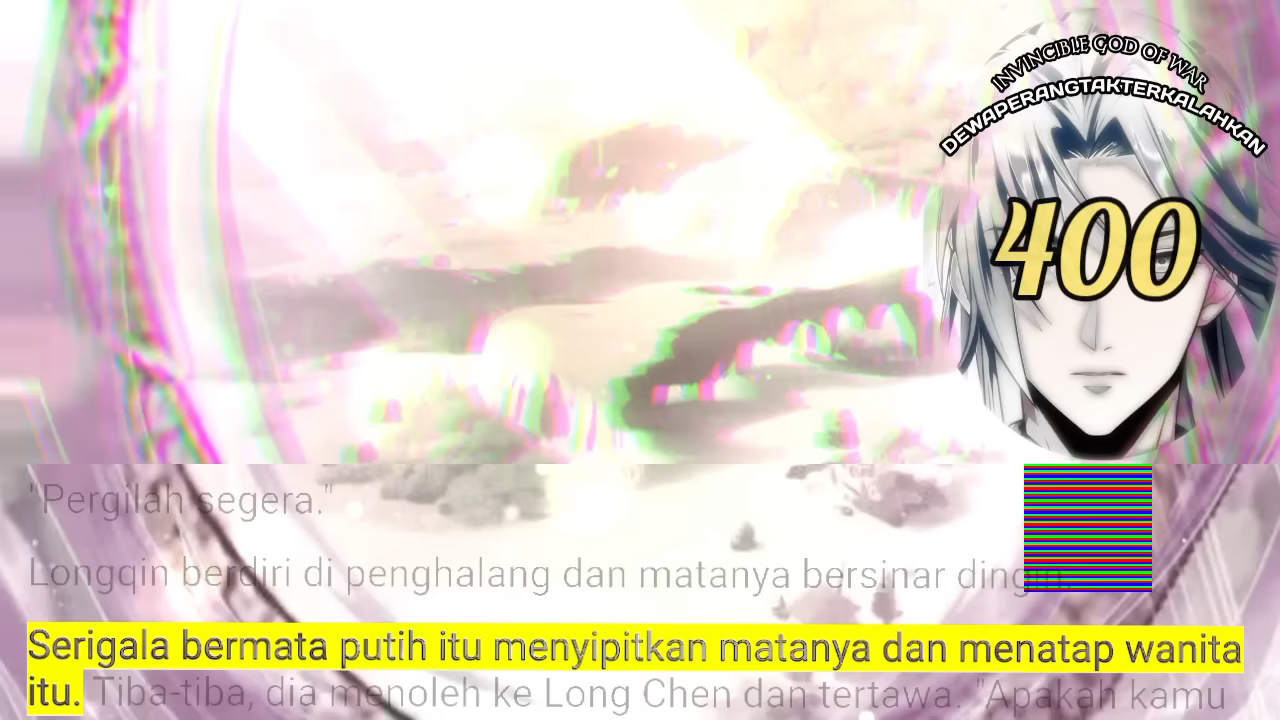 INVINCIBLE GOD OF WAR
DEWAPERANGTAKTERKALAHKAN
400
"Pergilah segera."
Longqin berdiri di penghalang dan matanya bersinar dingin.
Serigala bermata putih itu menyipitkan matanya dan menatap wanita
itu. Tiba-tiba, dia menoleh ke Long Chen dan tertawa. "Apakah kamu